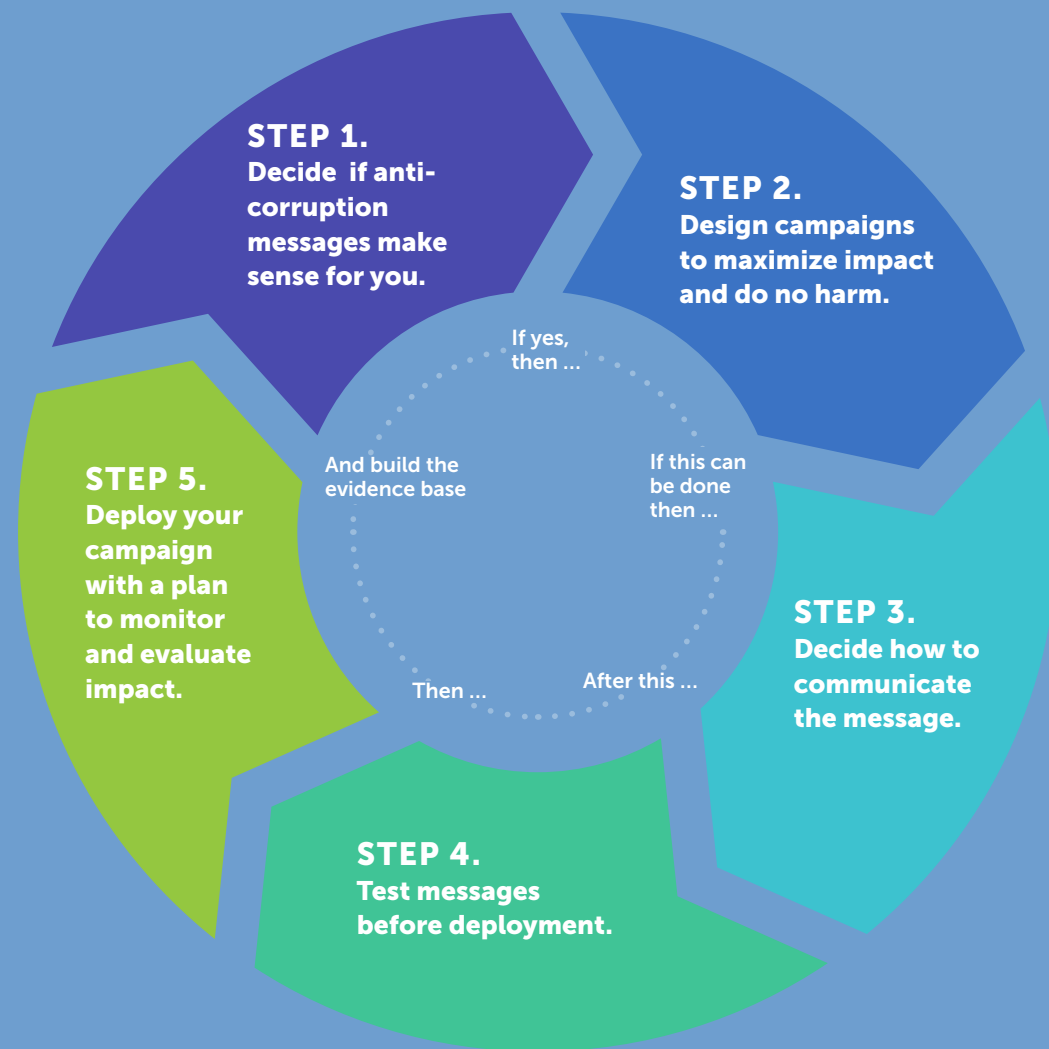 STEP 1.
Decide if anti-
corruption
messages make
sense for you.
If yes,
then ...
STEP 2.
Design campaigns
to maximize impact
and do no harm.
If this can
be done
then ...
STEP 3.
Decide how to
communicate
the message.
After this ...
STEP 4.
Test messages
before deployment.
Then ...
STEP 5.
Deploy your
campaign
with a plan
to monitor
and evaluate
impact.
And build the
evidence base